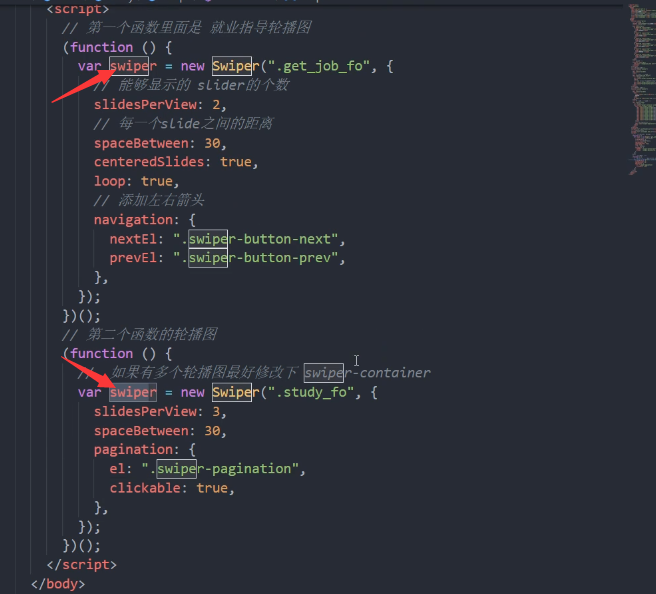 <script>
// 第一个函数里面是 就业指导轮播图
(function () {
var swiper = new Swiper(".get_job_fo", {
// 能够显示的 slider的个数
slidesPerView: 2,
// 每一个slide之间的距离
spaceBetween: 30,
centeredSlides: true,
loop: true,
// 添加左右箭头
navigation: {
nextEl: ".swiper-button-next",
prevEl: ".swiper-button-prev",
},
});
})();
// 第二个函数的轮播图
(function () {
// 如果有多个轮播图最好修改下 swiper-container
var swiper = new Swiper(".study_fo", {
slidesPerView: 3,
spaceBetween: 30,
pagination: {
el: ".swiper-pagination",
clickable: true,
},
});
})();
</script>
</body>